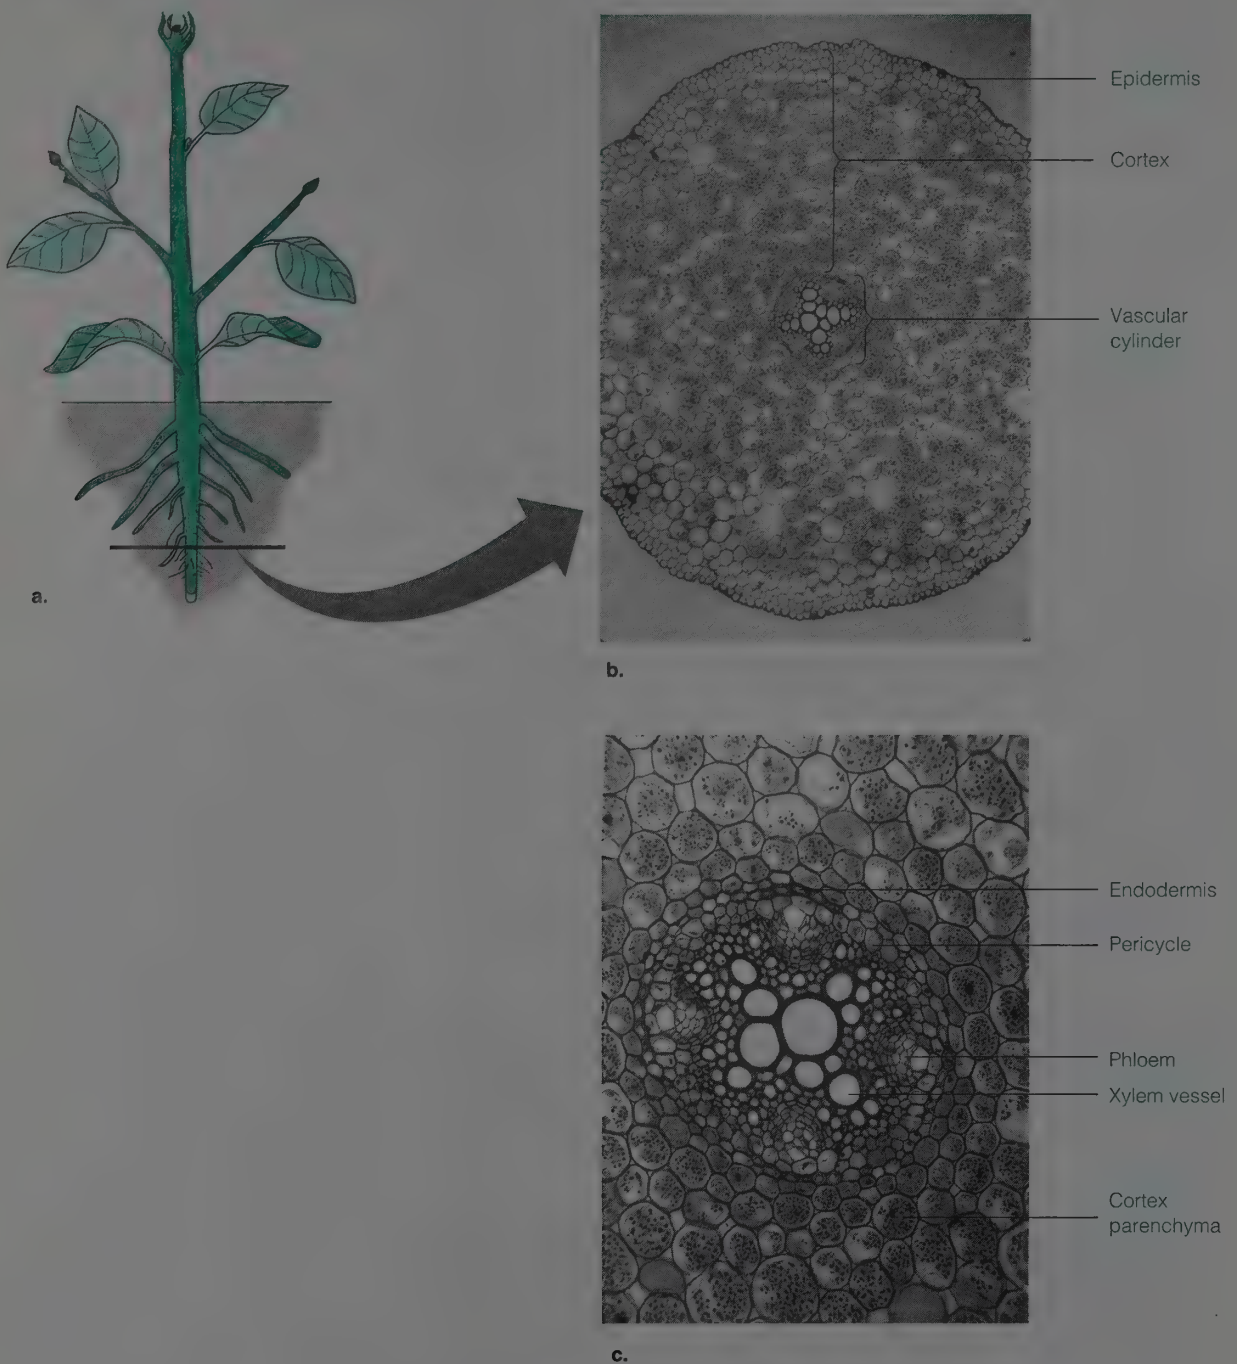 Epidermis
Cortex
Vascular
cylinder
a.
b.
Endodermis
Pericycle
Phloem
Xylem vessel
Cortex
parenchyma
c.